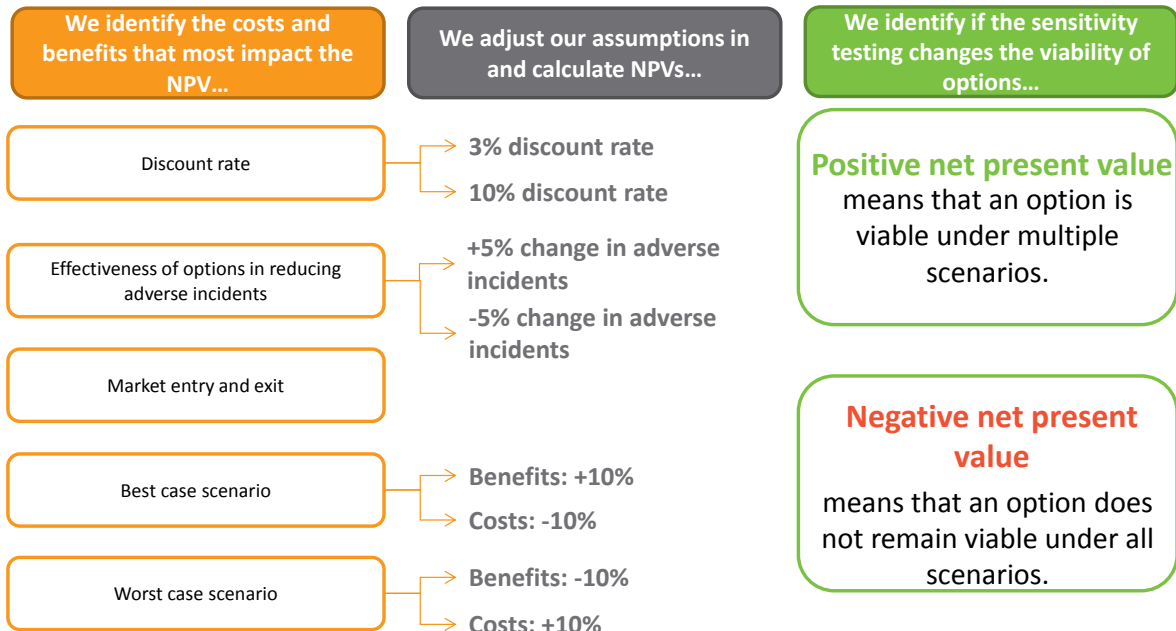 We identify the costs and
benefits that most impact the
NPV…
We adjust our assumptions in
and calculate NPVs…
We identify if the sensitivity
testing changes the viability of
options…
Discount rate
3% discount rate
10% discount rate
Effectiveness of options in reducing
adverse incidents
+5% change in adverse
incidents
-5% change in adverse
incidents
Market entry and exit
Best case scenario
Benefits: +10%
Costs: -10%
Worst case scenario
Benefits: -10%
Costs: +10%
Positive net present value
means that an option is
viable under multiple
scenarios.
Negative net present
value
means that an option does
not remain viable under all
scenarios.